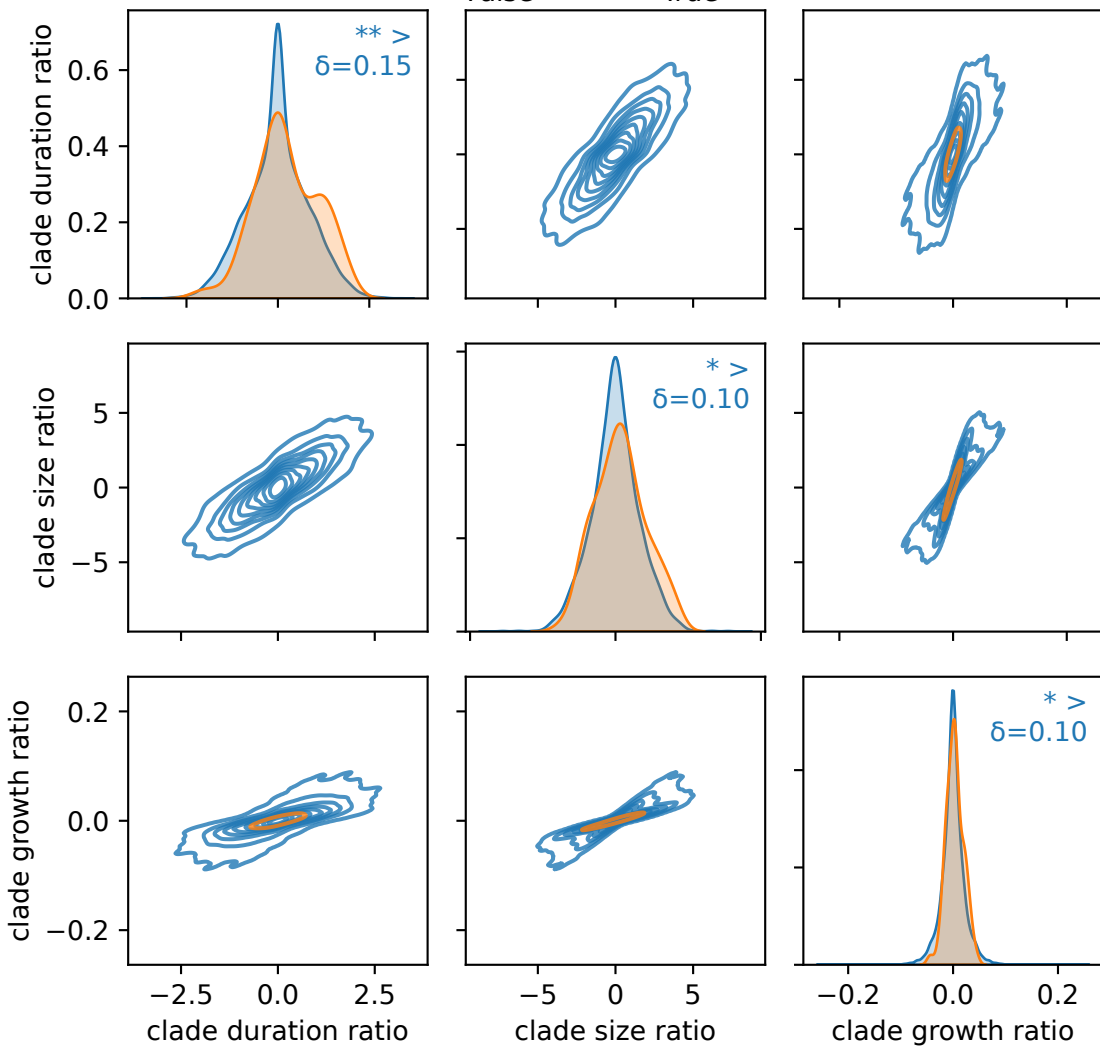 clade duration ratio
0.6
0.4
0.2
0.0
** >
δ=0.15
clade size ratio
5
0
−5
* >
δ=0.10
clade growth ratio
0.2
0.0
−0.2
* >
δ=0.10
−2.5 0.0 2.5
−5 0 5
−0.2 0.0 0.2
clade duration ratio
clade size ratio
clade growth ratio